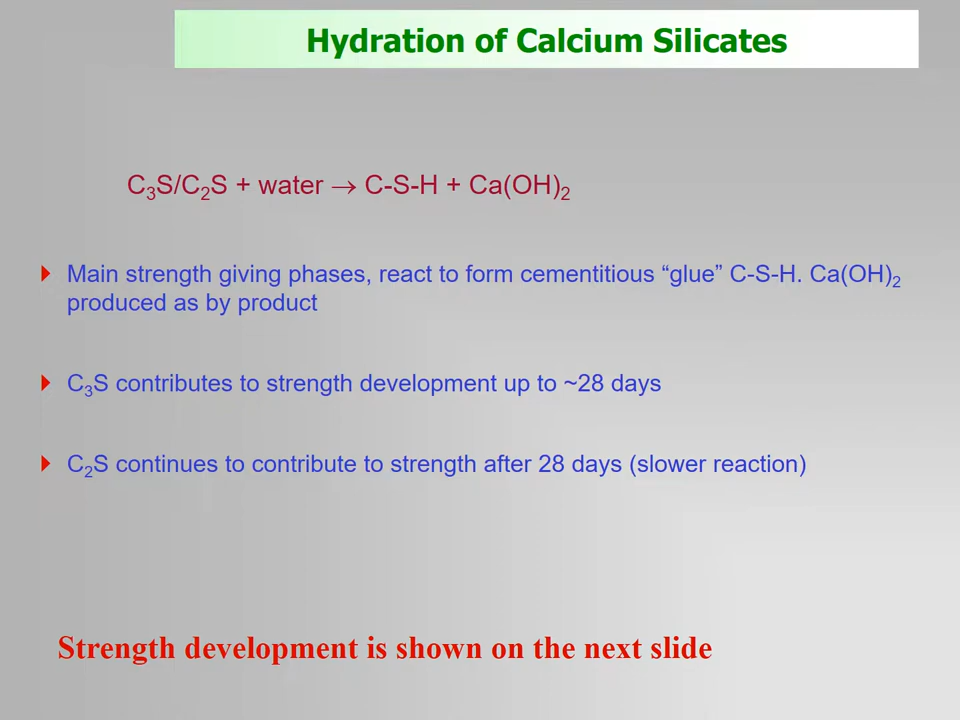 Hydration of Calcium Silicates
C₃S/C₂S + water → C-S-H + Ca(OH)₂
Main strength giving phases, react to form cementitious “glue” C-S-H. Ca(OH)₂
produced as by product
C₃S contributes to strength development up to ~28 days
C₂S continues to contribute to strength after 28 days (slower reaction)
Strength development is shown on the next slide